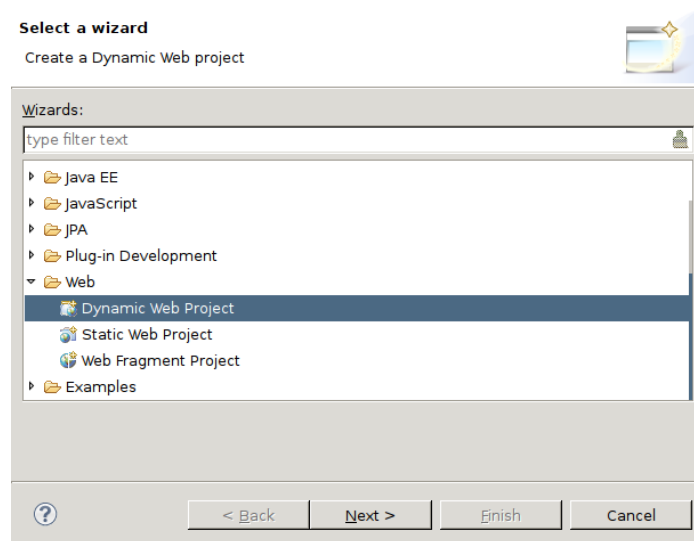 Select a wizard
Create a Dynamic Web project
Wizards:
type filter text
Java EE
JavaScript
JPA
Plug-in Development
Web
Dynamic Web Project
Static Web Project
Web Fragment Project
Examples
? < Back Next > Finish Cancel